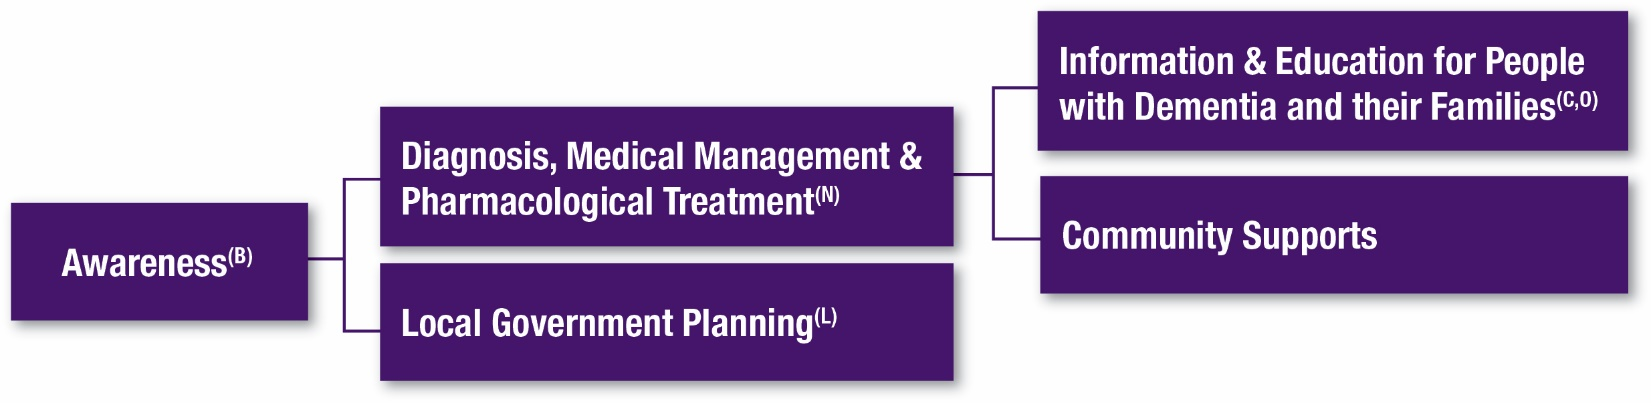 Awareness(B)
Diagnosis, Medical Management &
Pharmacological Treatment(N)
Local Government Planning(L)
Information & Education for People
with Dementia and their Families(C,O)
Community Supports